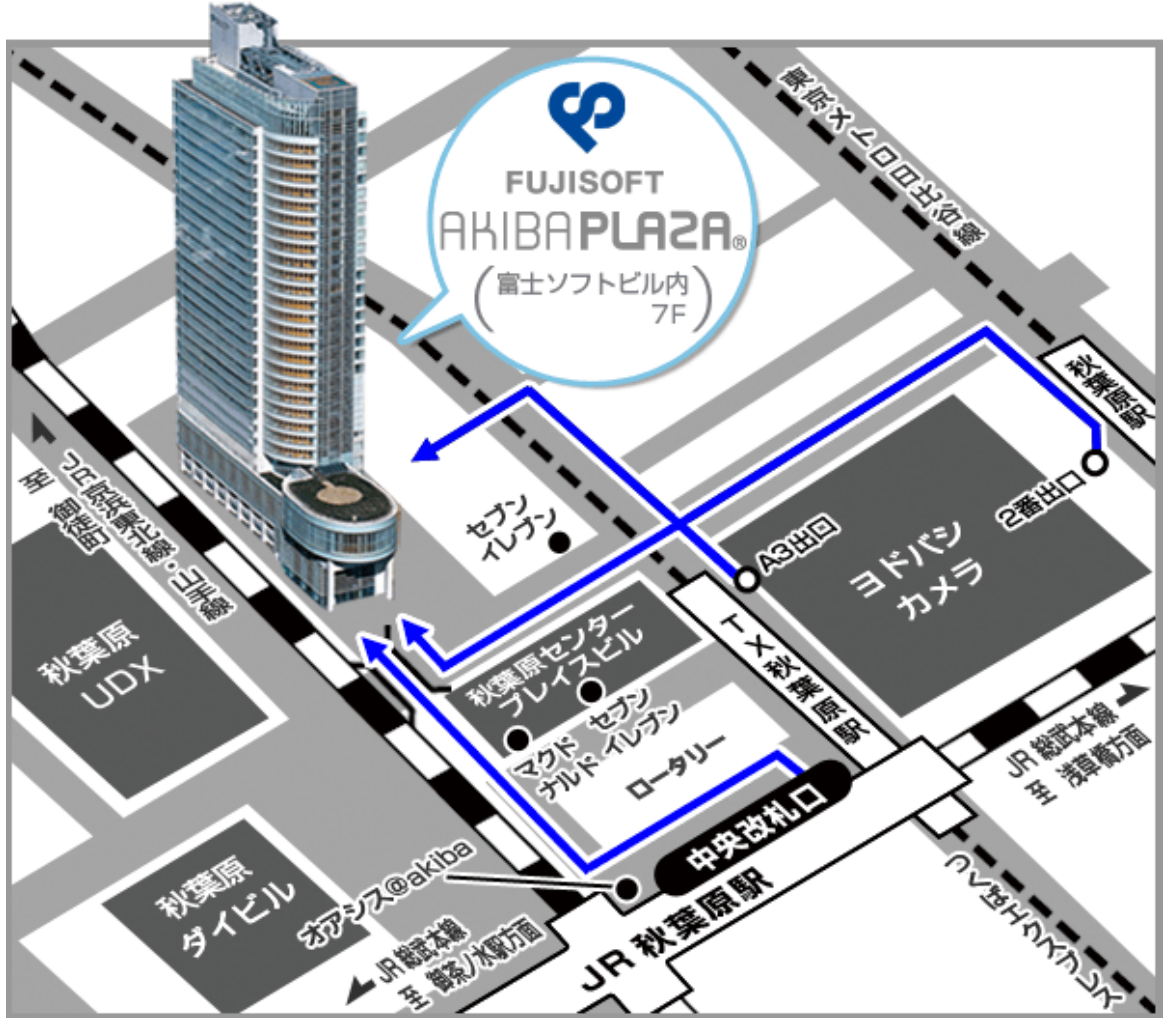 FUJISOFT
AKIBA PLAZA®
(富士ソフトビル内
7F)
東京メトロ日比谷線
秋葉原駅
2番出口
A3出口
ヨドバシ
カメラ
セブン
イレブン
至 御徒町
JR京浜東北線・山手線
秋葉原
UDX
秋葉原センター
プレイスビル
TX秋葉原駅
マクド
ナルド
セブン
イレブン
ロータリー
JR総武本線
至 浅草橋方面
中央改札口
秋葉原
ダイビル
オアシス@akiba
JR 秋葉原駅
JR総武本線
至 御茶ノ水駅方面
つくばエクスプレス